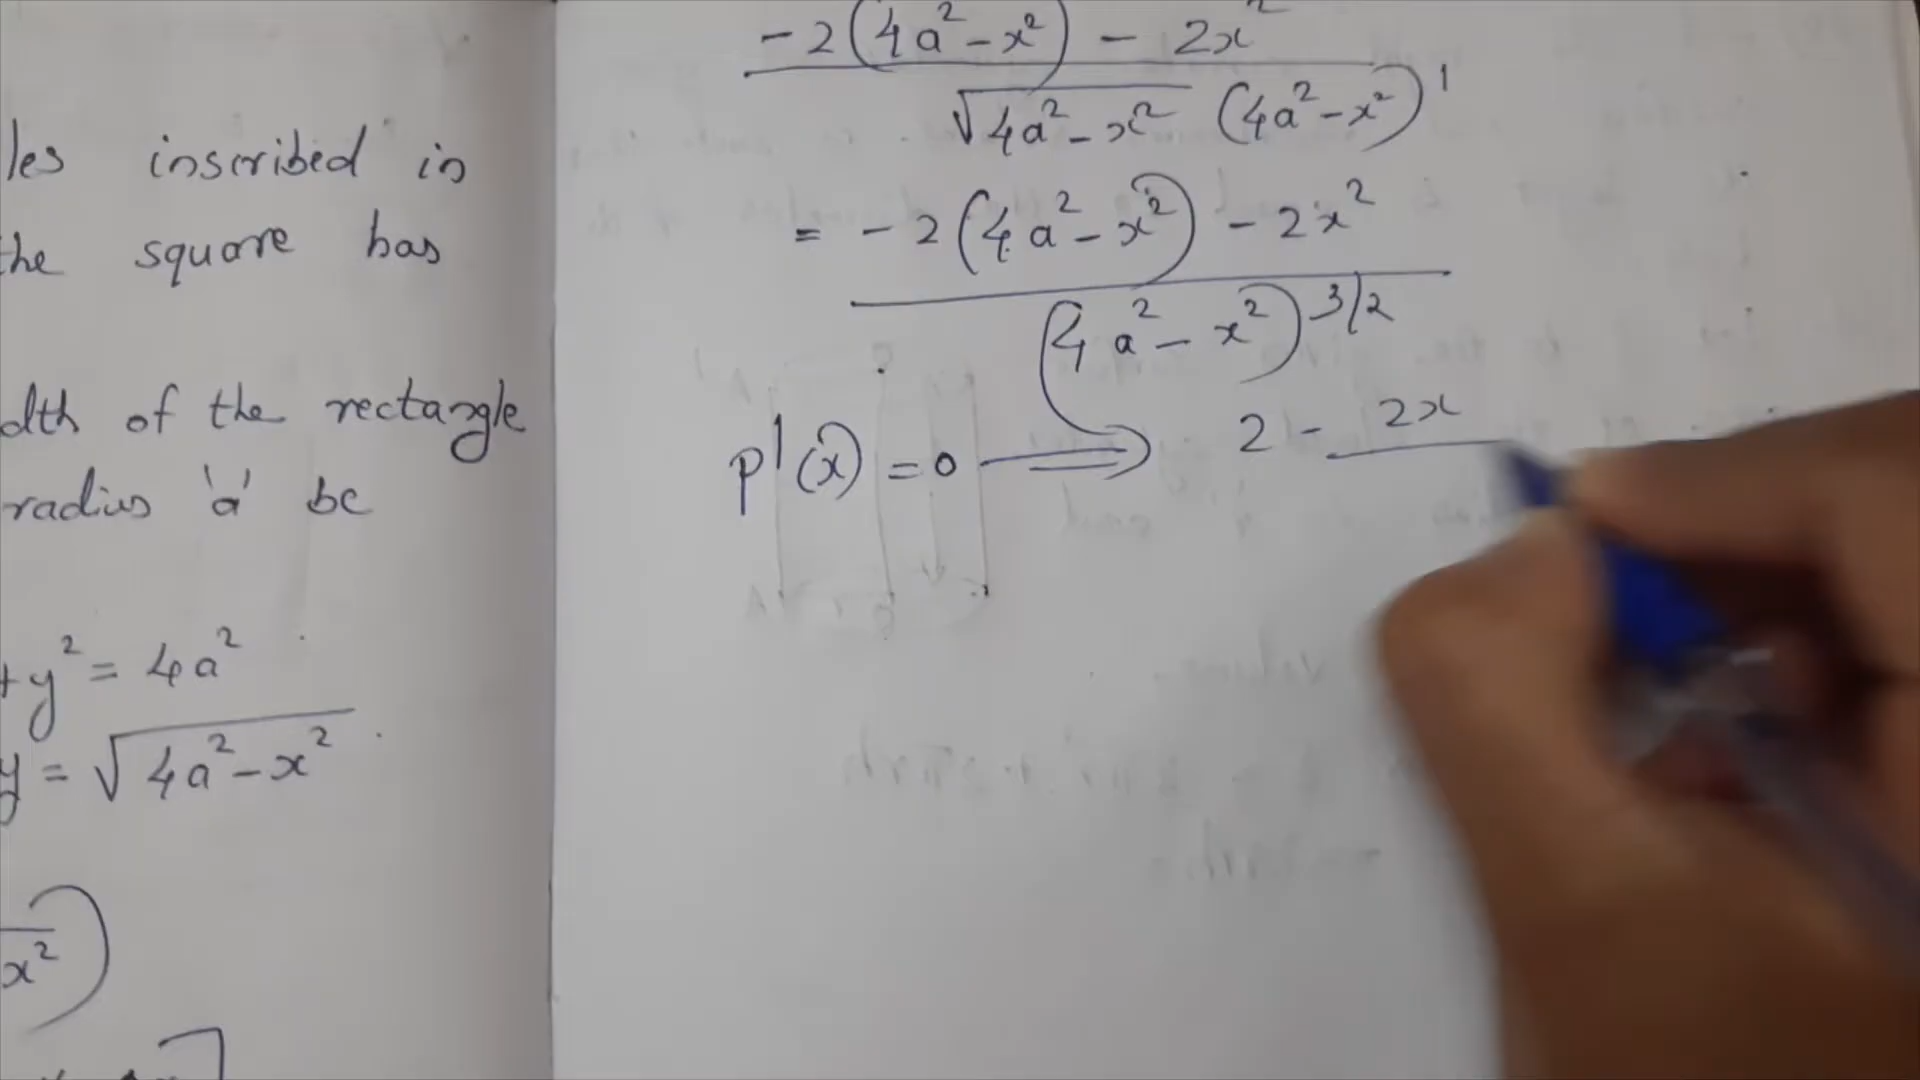 les inscribed in
the square has
dth of the rectangle
radius 'a' be
+ y² = 4a²
y = √(4a² - x²)
x²)
-2(4a² - x²) - 2x²
√(4a² - x²) (4a² - x²)¹
= -2(4a² - x²) - 2x²
(4a² - x²)^3/2
p'(x) = 0 ⟹ 2 - 2x